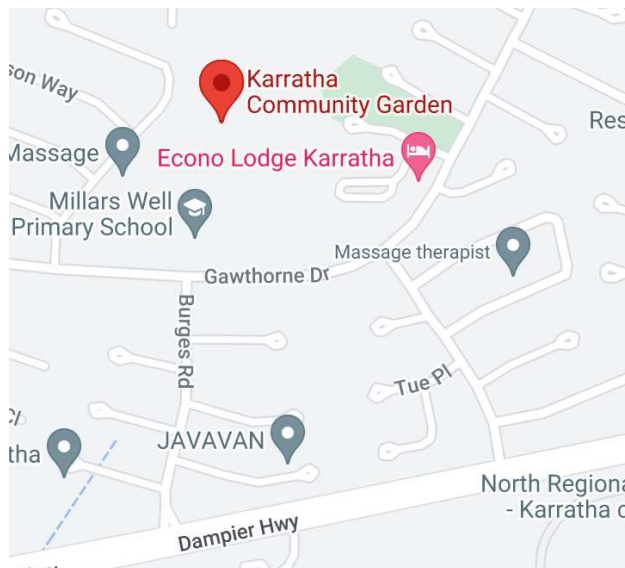 son Way
Karratha
Community Garden
Res
Massage
Econo Lodge Karratha
Millars Well
Primary School
Massage therapist
Gawthorne Dr
Burges Rd
Tue Pl
JAVAVAN
tha
North Regiona
- Karratha c
Dampier Hwy